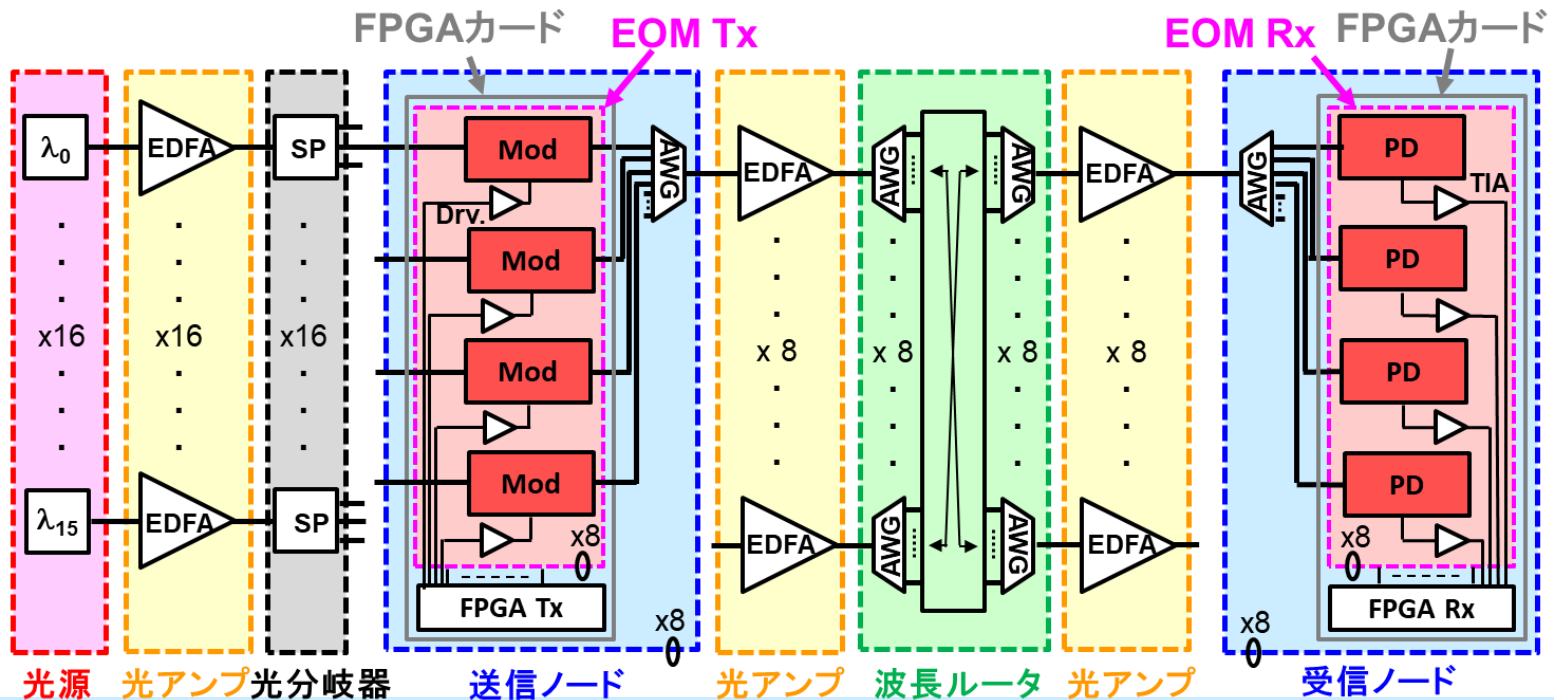 FPGAカード
EOM Tx
EOM Rx
FPGAカード
λ0
EDFA
SP
Mod
AWG
EDFA
AWG
AWG
EDFA
AWG
PD
TIA
Drv.
Mod
PD
x16
x16
x16
Mod
x 8
x 8
x 8
x 8
PD
Mod
PD
λ15
EDFA
SP
x8
EDFA
AWG
AWG
EDFA
x8
FPGA Tx
x8
FPGA Rx
x8
光源
光アンプ
光分岐器
送信ノード
光アンプ
波長ルータ
光アンプ
受信ノード